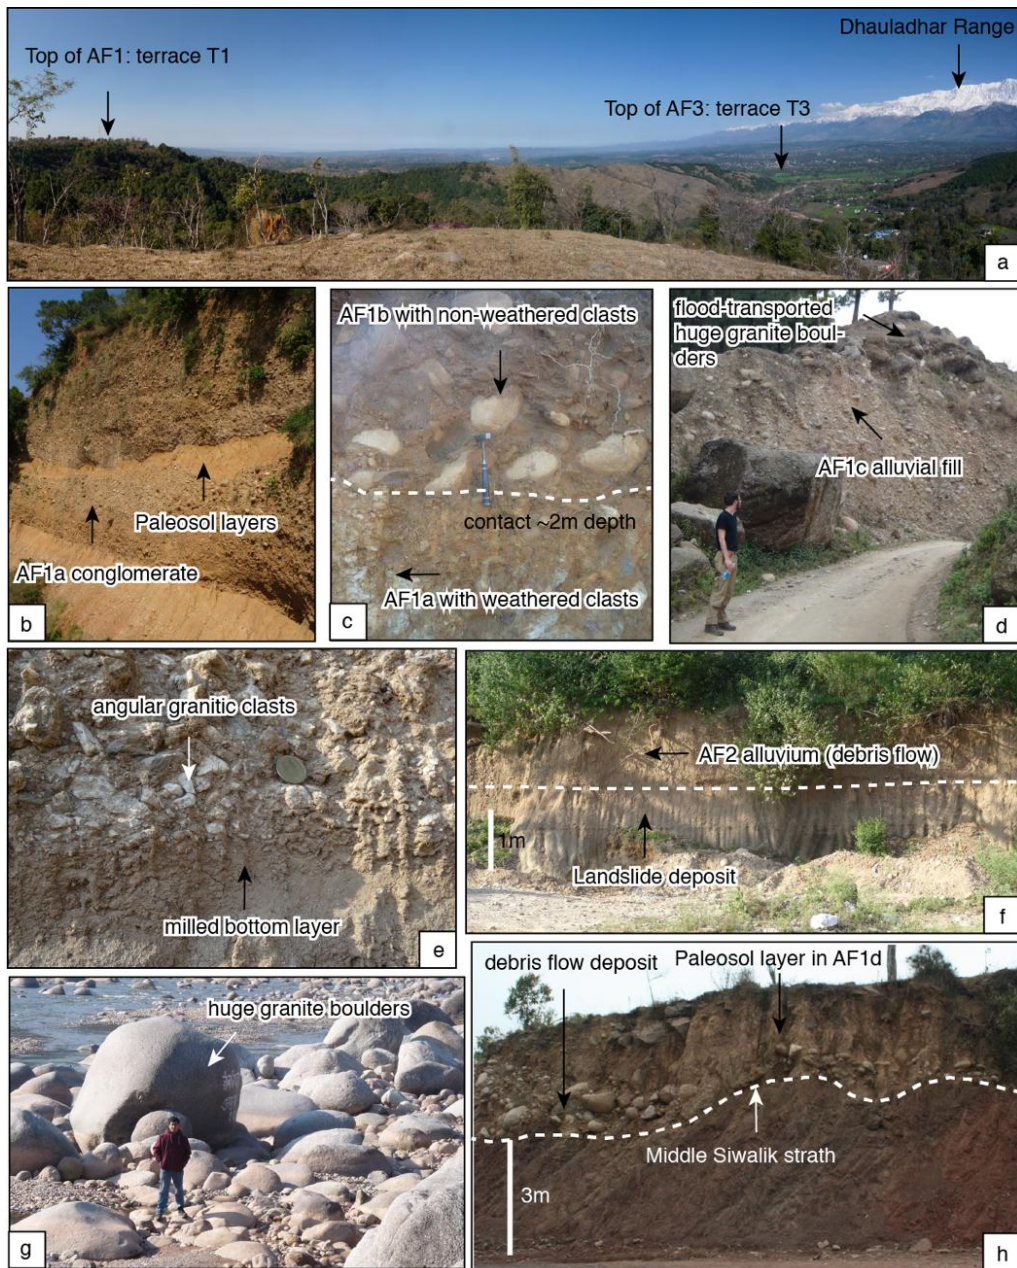 Dhauladhar Range
Top of AF1: terrace T1
Top of AF3: terrace T3
a
AF1b with non-weathered clasts
flood-transported
huge granite boul-
ders
AF1c alluvial fill
Paleosol layers
contact ~2m depth
AF1a conglomerate
AF1a with weathered clasts
b
c
d
angular granitic clasts
AF2 alluvium (debris flow)
1m
Landslide deposit
milled bottom layer
e
f
debris flow deposit
Paleosol layer in AF1d
huge granite boulders
Middle Siwalik strath
3m
g
h